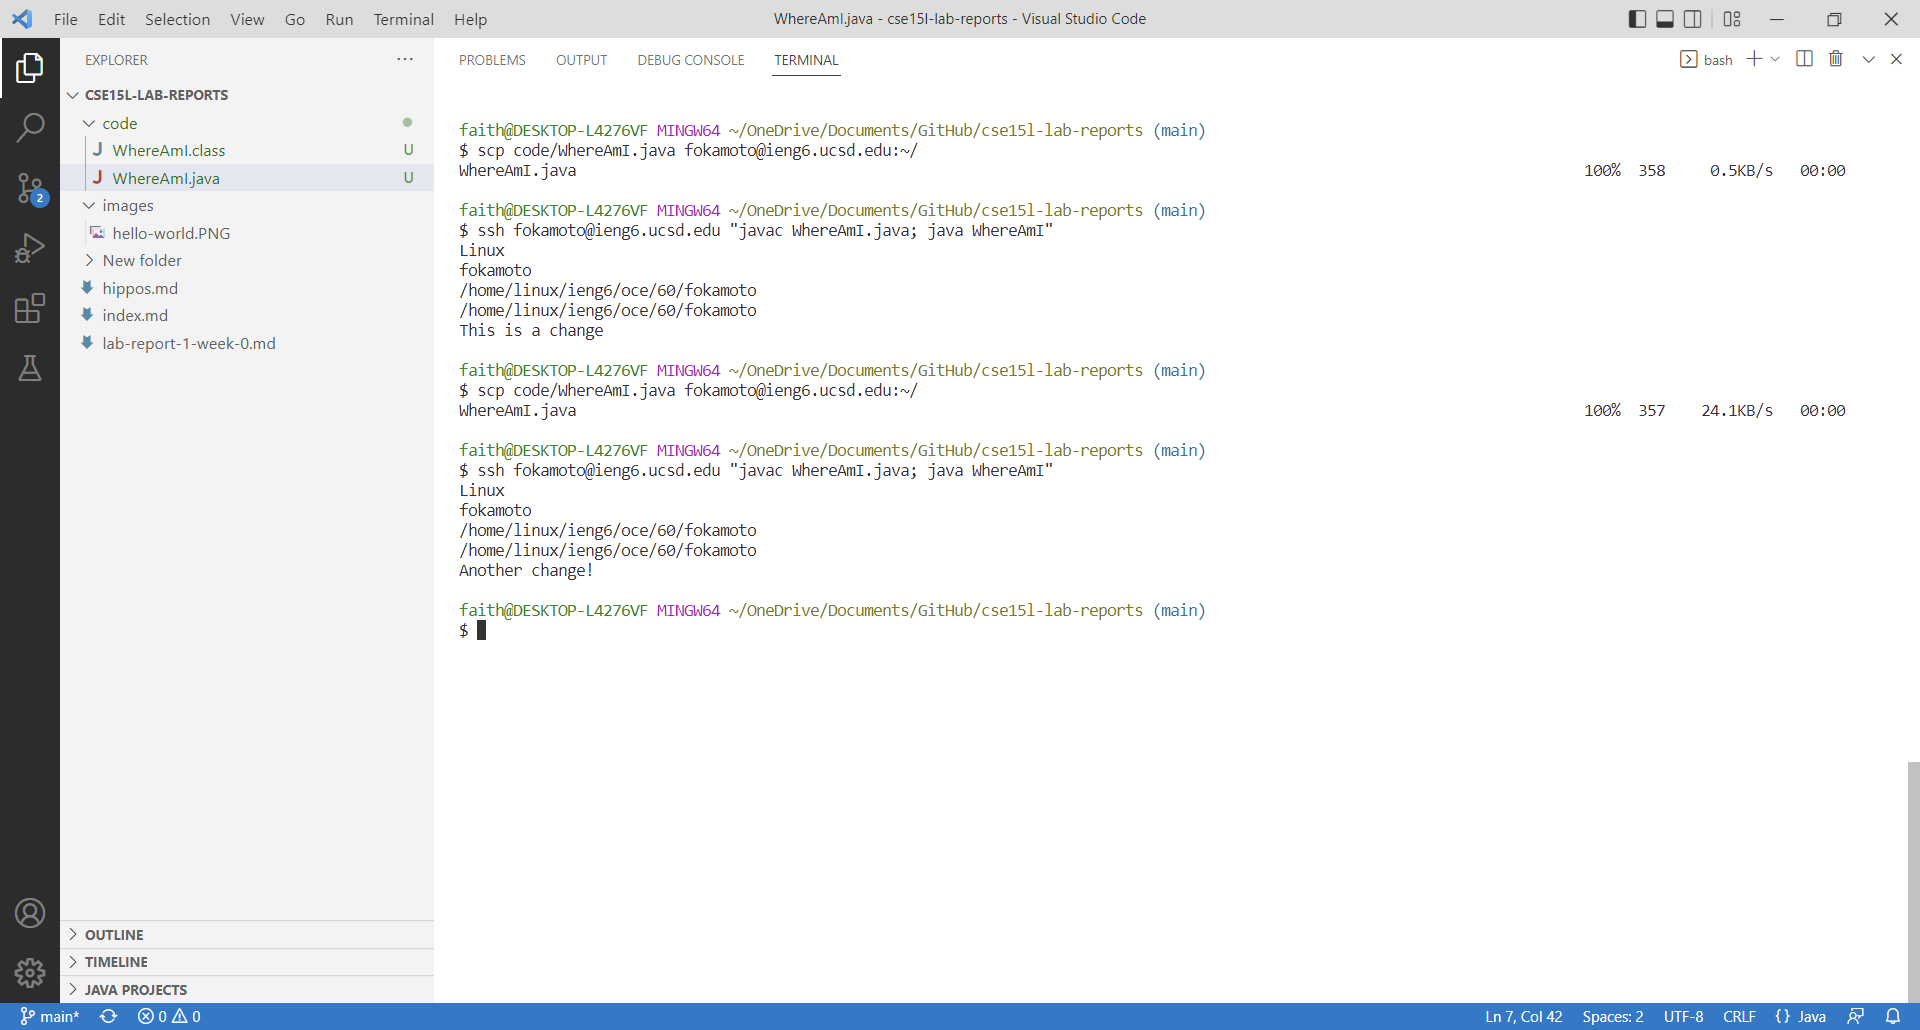 File Edit Selection View Go Run Terminal Help
WhereAmI.java - cse15l-lab-reports - Visual Studio Code
EXPLORER
CSE15L-LAB-REPORTS
code
WhereAmI.class U
WhereAmI.java U
images
hello-world.PNG
New folder
hippos.md
index.md
lab-report-1-week-0.md
2
OUTLINE
TIMELINE
JAVA PROJECTS
PROBLEMS OUTPUT DEBUG CONSOLE TERMINAL
bash
faith@DESKTOP-L4276VF MINGW64 ~/OneDrive/Documents/GitHub/cse15l-lab-reports (main)
$ scp code/WhereAmI.java fokamoto@ieng6.ucsd.edu:~/
WhereAmI.java 100% 358 0.5KB/s 00:00
faith@DESKTOP-L4276VF MINGW64 ~/OneDrive/Documents/GitHub/cse15l-lab-reports (main)
$ ssh fokamoto@ieng6.ucsd.edu "javac WhereAmI.java; java WhereAmI"
Linux
fokamoto
/home/linux/ieng6/oce/60/fokamoto
/home/linux/ieng6/oce/60/fokamoto
This is a change
faith@DESKTOP-L4276VF MINGW64 ~/OneDrive/Documents/GitHub/cse15l-lab-reports (main)
$ scp code/WhereAmI.java fokamoto@ieng6.ucsd.edu:~/
WhereAmI.java 100% 357 24.1KB/s 00:00
faith@DESKTOP-L4276VF MINGW64 ~/OneDrive/Documents/GitHub/cse15l-lab-reports (main)
$ ssh fokamoto@ieng6.ucsd.edu "javac WhereAmI.java; java WhereAmI"
Linux
fokamoto
/home/linux/ieng6/oce/60/fokamoto
/home/linux/ieng6/oce/60/fokamoto
Another change!
faith@DESKTOP-L4276VF MINGW64 ~/OneDrive/Documents/GitHub/cse15l-lab-reports (main)
$
main* 0 0 Ln 7, Col 42 Spaces: 2 UTF-8 CRLF {} Java